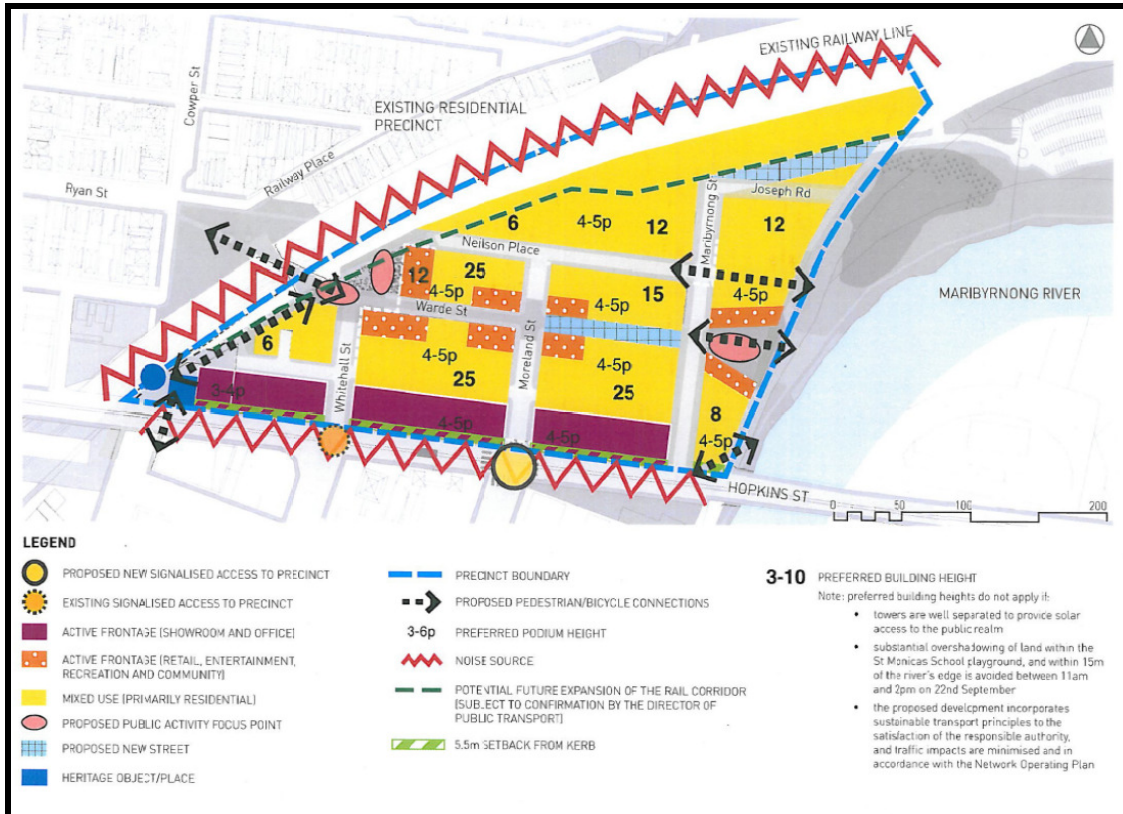 EXISTING RAILWAY LINE
Cowper St
EXISTING RESIDENTIAL
PRECINCT
Railway Place
Ryan St
Joseph Rd
Maribyrnong St
6
4-5p
12
12
Neilson Place
12
25
4-5p
4-5p
15
4-5p
4-5p
MARIBYRNONG RIVER
Warde St
Moreland St
6
Whitehall St
4-5p
4-5p
25
25
3-4p
8
4-5p
4-5p
4-5p
HOPKINS ST
0
50
100
200
LEGEND
PROPOSED NEW SIGNALISED ACCESS TO PRECINCT
EXISTING SIGNALISED ACCESS TO PRECINCT
ACTIVE FRONTAGE (SHOWROOM AND OFFICE)
ACTIVE FRONTAGE (RETAIL, ENTERTAINMENT,
RECREATION AND COMMUNITY)
MIXED USE (PRIMARILY RESIDENTIAL)
PROPOSED PUBLIC ACTIVITY FOCUS POINT
PROPOSED NEW STREET
HERITAGE OBJECT/PLACE
PRECINCT BOUNDARY
PROPOSED PEDESTRIAN/BICYCLE CONNECTIONS
3-6p PREFERRED PODIUM HEIGHT
NOISE SOURCE
POTENTIAL FUTURE EXPANSION OF THE RAIL CORRIDOR
(SUBJECT TO CONFIRMATION BY THE DIRECTOR OF
PUBLIC TRANSPORT)
5.5m SETBACK FROM KERB
3-10 PREFERRED BUILDING HEIGHT
Note: preferred building heights do not apply if:
• towers are well separated to provide solar
access to the public realm
• substantial overshadowing of land within the
St Monicas School playground, and within 15m
of the river's edge is avoided between 11am
and 2pm on 22nd September
• the proposed development incorporates
sustainable transport principles to the
satisfaction of the responsible authority,
and traffic impacts are minimised and in
accordance with the Network Operating Plan